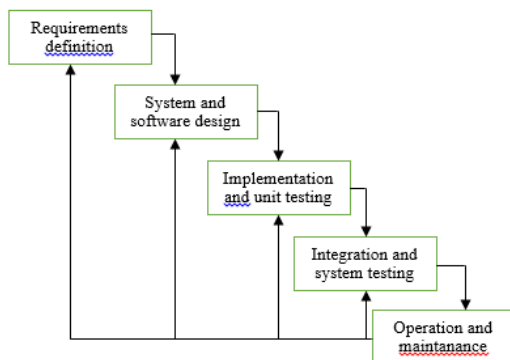 Requirements
definition
System and
software design
Implementation
and unit testing
Integration and
system testing
Operation and
maintanance